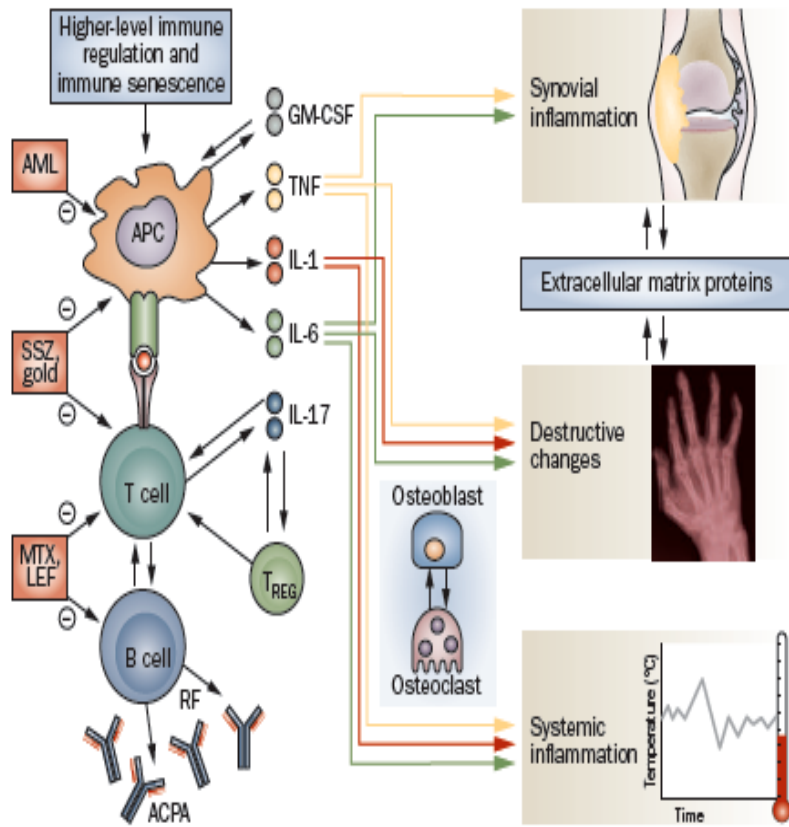 Higher-level immune
regulation and
immune senescence
GM-CSF
AML
TNF
APC
IL-1
IL-6
SSZ,
gold
IL-17
T cell
MTX,
LEF
TREG
B cell
RF
ACPA
Osteoblast
Osteoclast
Synovial
inflammation
Extracellular matrix proteins
Destructive
changes
Systemic
inflammation
Temperature (°C)
Time